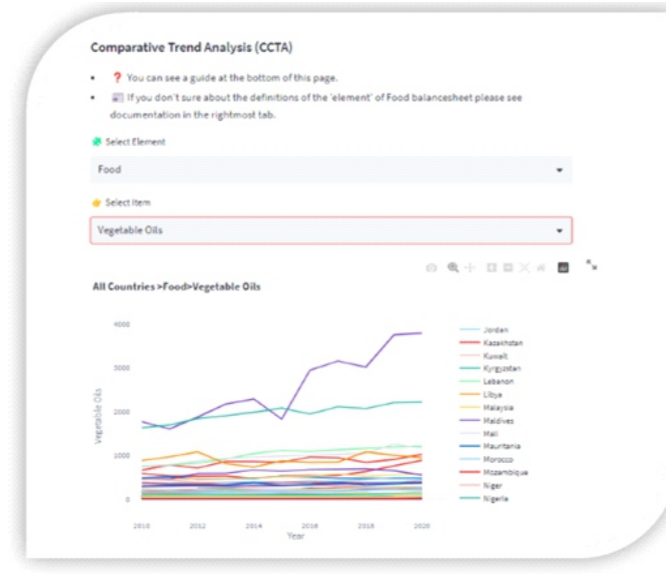 Comparative Trend Analysis (CCTA)
You can see a guide at the bottom of this page.
If you don't sure about the definitions of the 'element' of Food balancesheet please see
documentation in the rightmost tab.
Select Element
Food
Select Item
Vegetable Oils
All Countries >Food>Vegetable Oils
4000
3000
2000
1000
0
Vegetable Oils
2010
2012
2014
2016
2018
2020
Year
Jordan
Kazakhstan
Kuwait
Kyrgyzstan
Lebanon
Libya
Malaysia
Maldives
Mali
Mauritania
Morocco
Mozambique
Niger
Nigeria